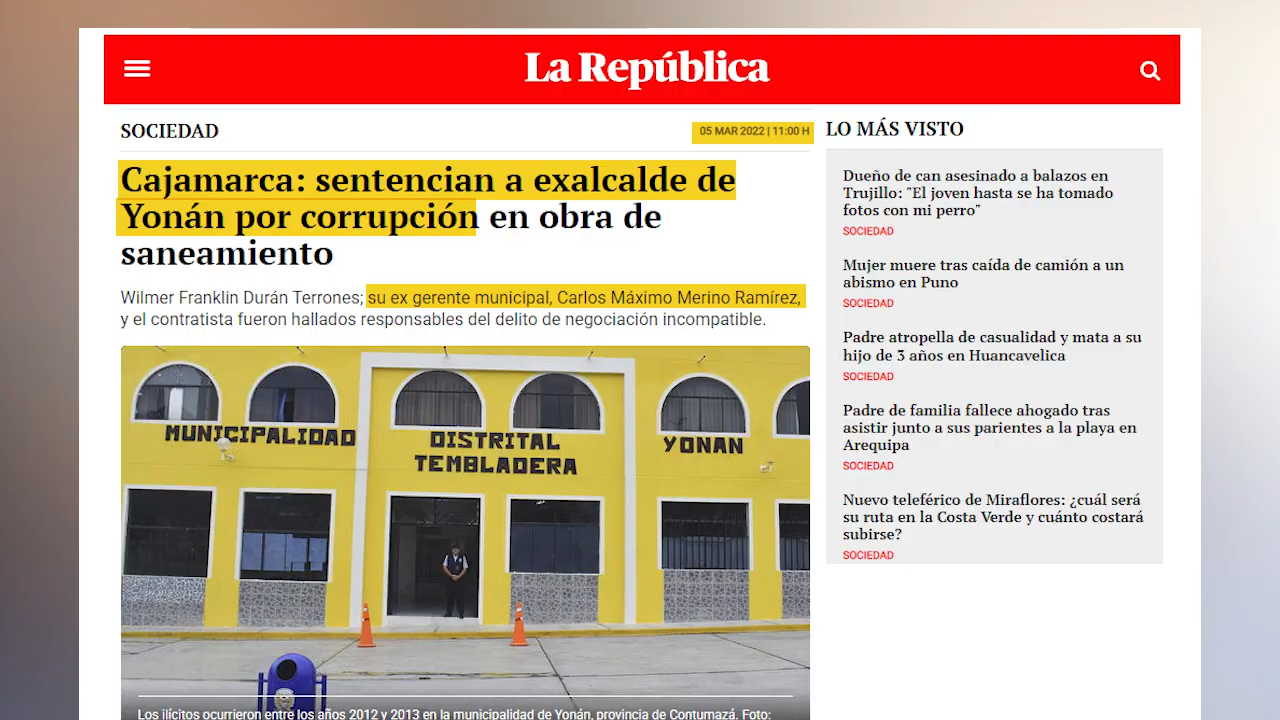 La República
SOCIEDAD
05 MAR 2022 | 11:00 H
Cajamarca: sentencian a exalcalde de
Yonán por corrupción en obra de
saneamiento
Wilmer Franklin Durán Terrones; su ex gerente municipal, Carlos Máximo Merino Ramírez,
y el contratista fueron hallados responsables del delito de negociación incompatible.
MUNICIPALIDAD DISTRITAL YONAN
TEMBLADERA
Los ilícitos ocurrieron entre los años 2012 y 2013 en la municipalidad de Yonán, provincia de Contumazá. Foto:
LO MÁS VISTO
Dueño de can asesinado a balazos en
Trujillo: "El joven hasta se ha tomado
fotos con mi perro"
SOCIEDAD
Mujer muere tras caída de camión a un
abismo en Puno
SOCIEDAD
Padre atropella de casualidad y mata a su
hijo de 3 años en Huancavelica
SOCIEDAD
Padre de familia fallece ahogado tras
asistir junto a sus parientes a la playa en
Arequipa
SOCIEDAD
Nuevo teleférico de Miraflores: ¿cuál será
su ruta en la Costa Verde y cuánto costará
subirse?
SOCIEDAD